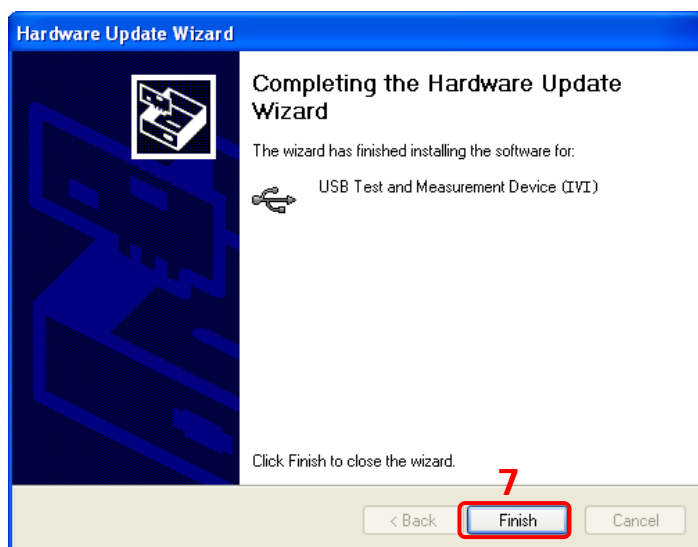 Hardware Update Wizard
Completing the Hardware Update
Wizard
The wizard has finished installing the software for:
USB Test and Measurement Device (IVI)
Click Finish to close the wizard.
7
< Back
Finish
Cancel